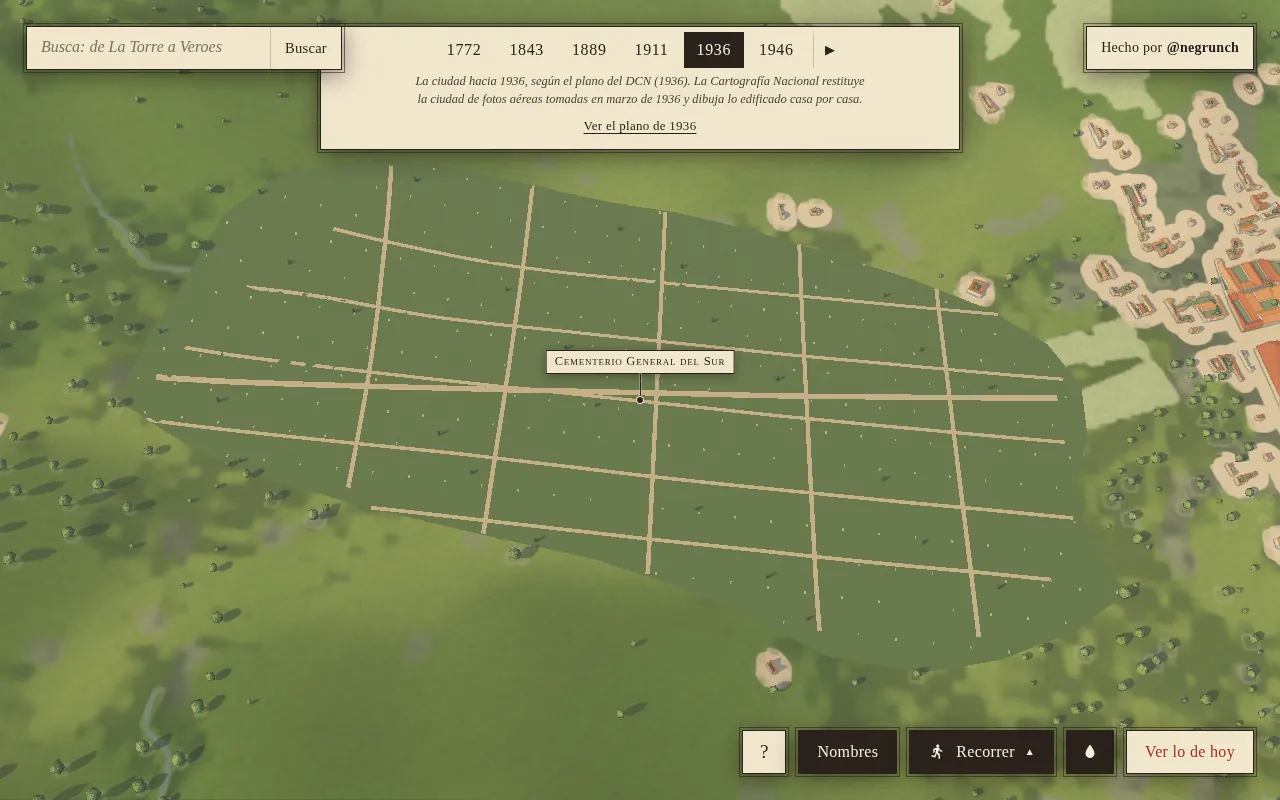 Busca: de La Torre a Veroes
Buscar
1772 1843 1889 1911 1936 1946 ▶
La ciudad hacia 1936, según el plano del DCN (1936). La Cartografía Nacional restituye
la ciudad de fotos aéreas tomadas en marzo de 1936 y dibuja lo edificado casa por casa.
Ver el plano de 1936
Hecho por @negrunch
Cementerio General del Sur
?
Nombres
Recorrer ▲
Ver lo de hoy